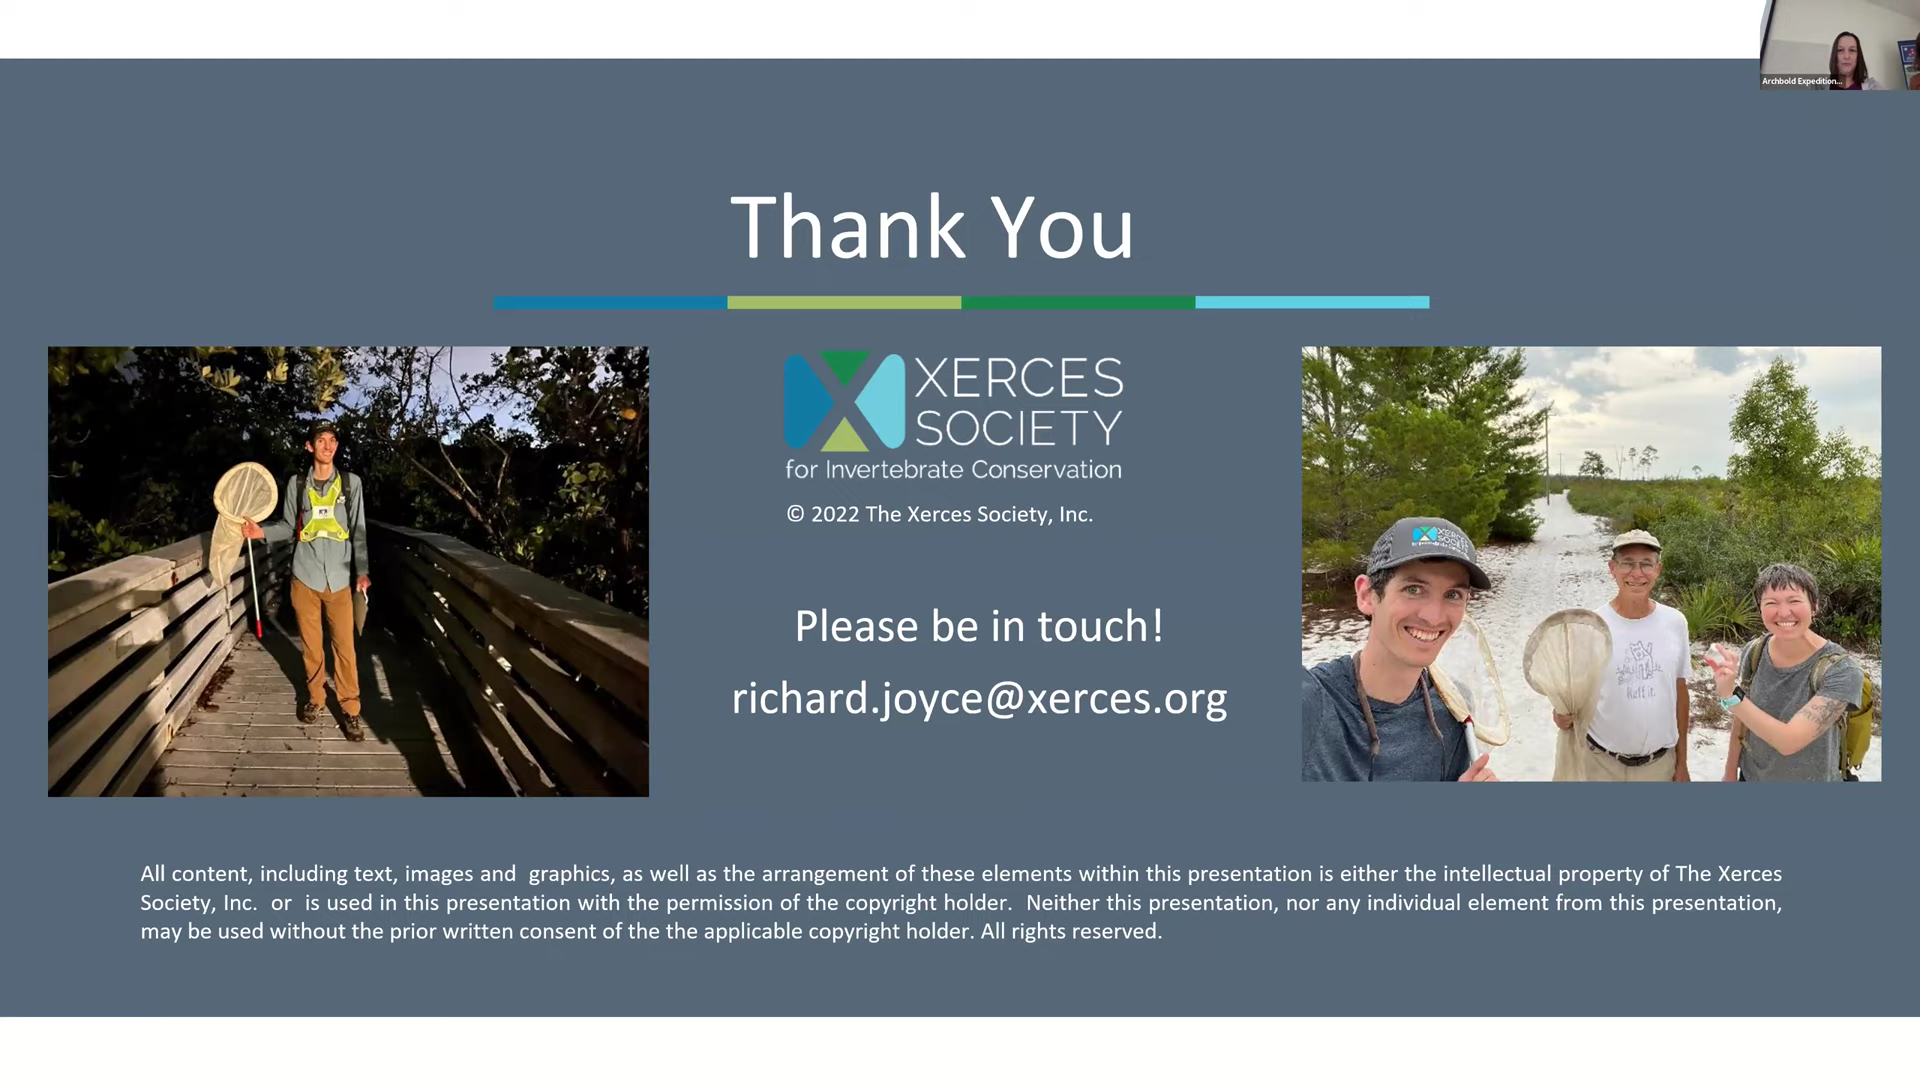 Archbold Expedition...
Thank You
XERCES
SOCIETY
for Invertebrate Conservation
© 2022 The Xerces Society, Inc.
XERCES
SOCIETY
Please be in touch!
richard.joyce@xerces.org
All content, including text, images and graphics, as well as the arrangement of these elements within this presentation is either the intellectual property of The Xerces
Society, Inc. or is used in this presentation with the permission of the copyright holder. Neither this presentation, nor any individual element from this presentation,
may be used without the prior written consent of the the applicable copyright holder. All rights reserved.